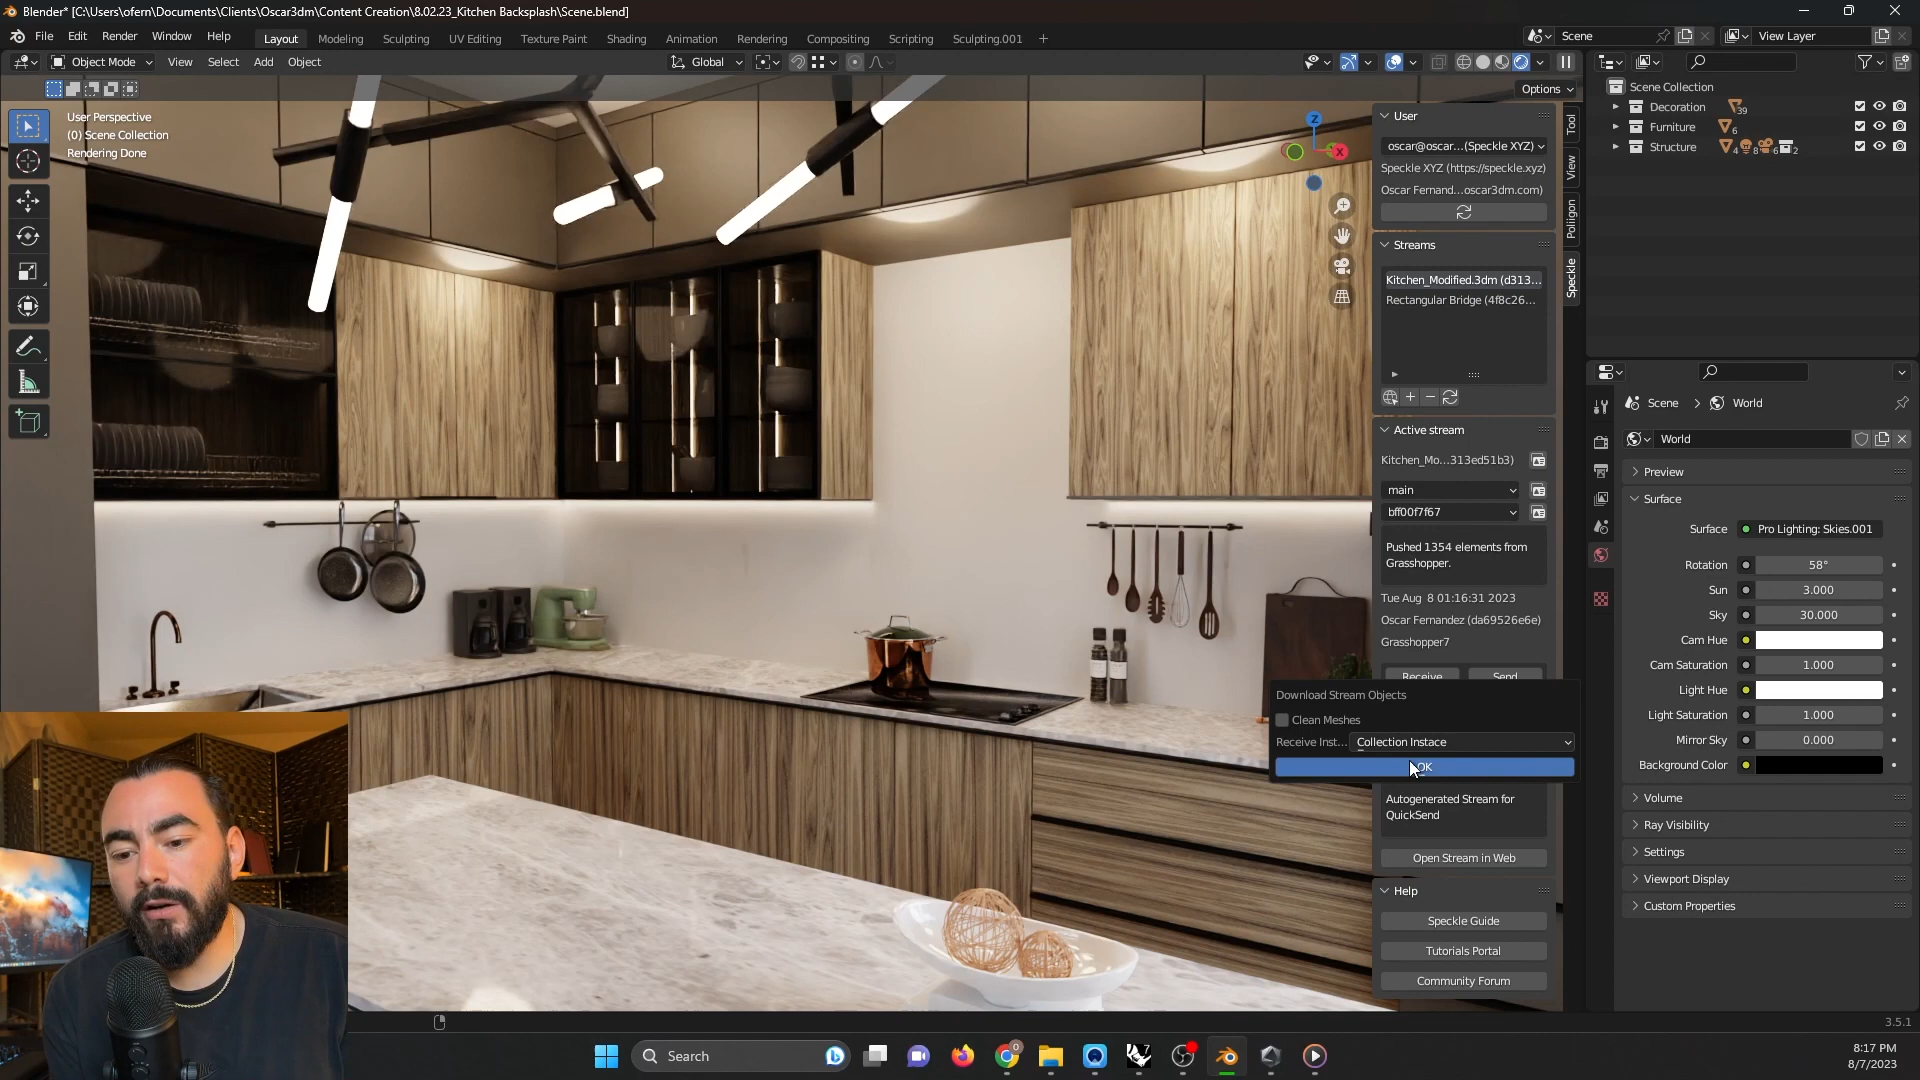 Blender* [C:\Users\ofern\Documents\Clients\Oscar3dm\Content Creation\8.02.23_Kitchen Backsplash\Scene.blend]
File Edit Render Window Help Layout Modeling Sculpting UV Editing Texture Paint Shading Animation Rendering Compositing Scripting Sculpting.001 + Scene View Layer
Object Mode View Select Add Object Global
Options
User Perspective
(0) Scene Collection
Rendering Done
Z
X
Tool
View
Poliigon
Speckle
User
oscar@oscar...(Speckle XYZ)
Speckle XYZ (https://speckle.xyz)
Oscar Fernand...oscar3dm.com)
Streams
Kitchen_Modified.3dm (d313...
Rectangular Bridge (4f8c26...
Active stream
Kitchen_Mo...313ed51b3)
main
bff00f7f67
Pushed 1354 elements from
Grasshopper.
Tue Aug 8 01:16:31 2023
Oscar Fernandez (da69526e6e)
Grasshopper7
Receive Send
Download Stream Objects
Clean Meshes
Receive Inst... Collection Instace
OK
Autogenerated Stream for
QuickSend
Open Stream in Web
Help
Speckle Guide
Tutorials Portal
Community Forum
Scene Collection
Decoration 39
Furniture 6
Structure 4 8 6 2
Scene > World
World
Preview
Surface
Surface Pro Lighting: Skies.001
Rotation 58°
Sun 3.000
Sky 30.000
Cam Hue
Cam Saturation 1.000
Light Hue
Light Saturation 1.000
Mirror Sky 0.000
Background Color
Volume
Ray Visibility
Settings
Viewport Display
Custom Properties
3.5.1
Search
8:17 PM
8/7/2023